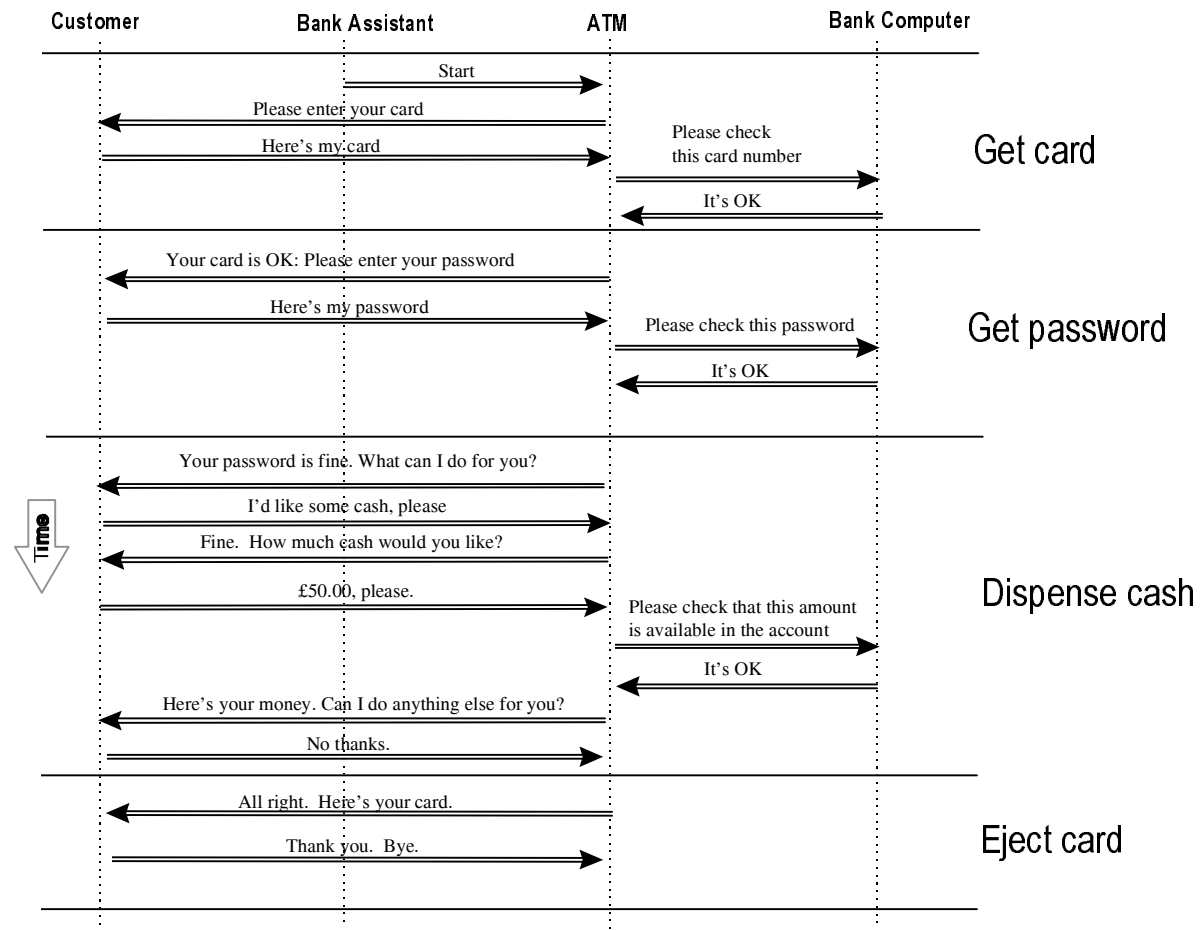 Customer
Bank Assistant
ATM
Bank Computer
Start
Please enter your card
Here's my card
Please check
this card number
Get card
It's OK
Your card is OK: Please enter your password
Here's my password
Please check this password
Get password
It's OK
Your password is fine. What can I do for you?
I'd like some cash, please
Time
Fine. How much cash would you like?
£50.00, please.
Please check that this amount
is available in the account
Dispense cash
It's OK
Here's your money. Can I do anything else for you?
No thanks.
All right. Here's your card.
Eject card
Thank you. Bye.